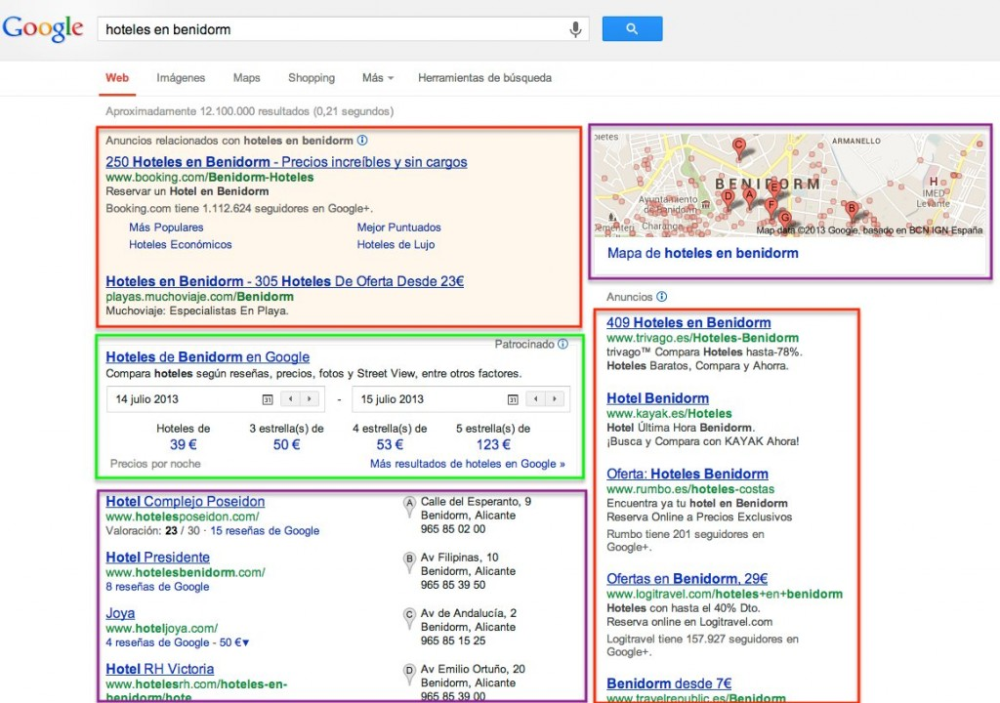 Google
hoteles en benidorm
Web Imágenes Maps Shopping Más Herramientas de búsqueda
Aproximadamente 12.100.000 resultados (0,21 segundos)
Anuncios relacionados con hoteles en benidorm
250 Hoteles en Benidorm - Precios increíbles y sin cargos
www.booking.com/Benidorm-Hoteles
Reservar un Hotel en Benidorm
Booking.com tiene 1.112.624 seguidores en Google+.
Más Populares Mejor Puntuados
Hoteles Económicos Hoteles de Lujo
Hoteles en Benidorm - 305 Hoteles De Oferta Desde 23€
playas.muchoviaje.com/Benidorm
Muchoviaje: Especialistas En Playa.
Patrocinado
Hoteles de Benidorm en Google
Compara hoteles según reseñas, precios, fotos y Street View, entre otros factores.
14 julio 2013 31 - 15 julio 2013 31
Hoteles de 3 estrella(s) de 4 estrella(s) de 5 estrella(s) de
39 € 50 € 53 € 123 €
Precios por noche Más resultados de hoteles en Google »
Hotel Complejo Poseidon
www.hotelesposeidon.com/
Valoración: 23 / 30 · 15 reseñas de Google
A Calle del Esperanto, 9
Benidorm, Alicante
965 85 02 00
Hotel Presidente
www.hotelesbenidorm.com/
8 reseñas de Google
B Av Filipinas, 10
Benidorm, Alicante
965 85 39 50
Joya
www.hoteljoya.com/
4 reseñas de Google - 50 €▾
C Av de Andalucía, 2
Benidorm, Alicante
965 85 15 25
Hotel RH Victoria
www.hotelesrh.com/hoteles-en-
benidorm/hote
D Av Emilio Ortuño, 20
Benidorm, Alicante
965 85 39 00
ARMANELLO
C
BENIDORM
E
D A
F
G
B
H
IMED
Levante
Ayuntamiento
de Benidorm
Charanga
Map data ©2013 Google, basado en BCN IGN España
Mapa de hoteles en benidorm
Anuncios
409 Hoteles en Benidorm
www.trivago.es/Hoteles-Benidorm
trivago™ Compara Hoteles hasta-78%.
Hoteles Baratos, Compara y Ahorra.
Hotel Benidorm
www.kayak.es/Hoteles
Hotel Última Hora Benidorm.
¡Busca y Compara con KAYAK Ahora!
Oferta: Hoteles Benidorm
www.rumbo.es/hoteles-costas
Encuentra ya tu hotel en Benidorm
Reserva Online a Precios Exclusivos
Rumbo tiene 201 seguidores en
Google+.
Ofertas en Benidorm, 29€
www.logitravel.com/hoteles+en+benidorm
Hoteles con hasta el 40% Dto.
Reserva online en Logitravel.com
Logitravel tiene 157.927 seguidores en
Google+.
Benidorm desde 7€
www.travelrepublic.es/Benidorm